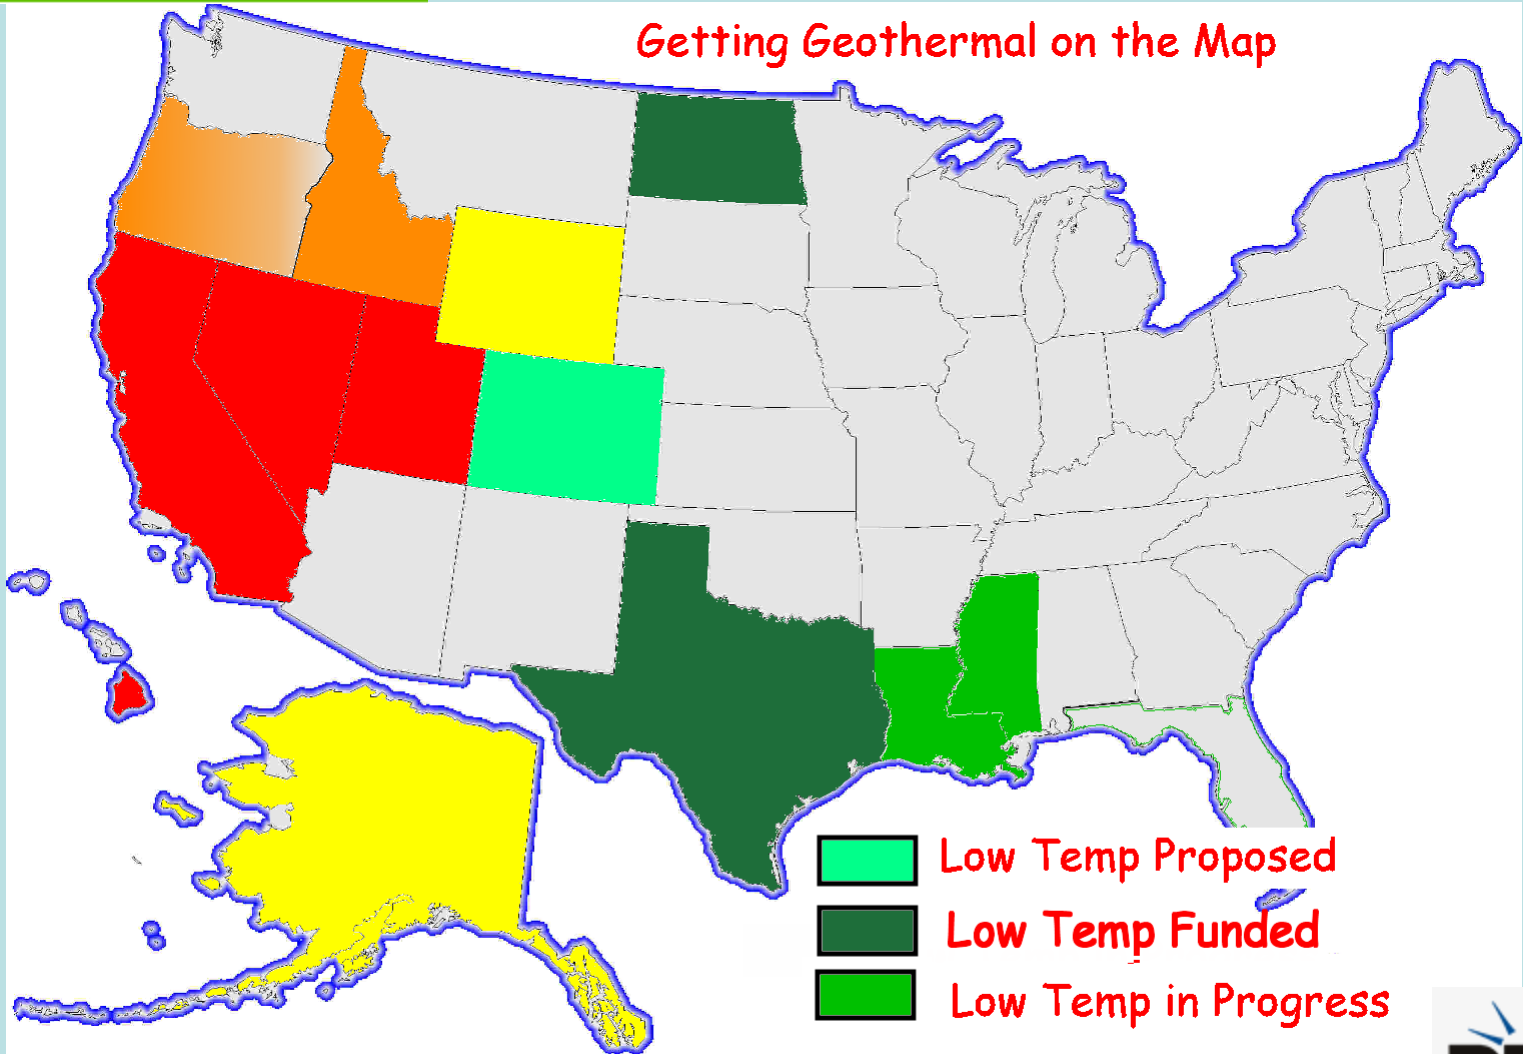 Getting Geothermal on the Map
Low Temp Proposed
Low Temp Funded
Low Temp in Progress